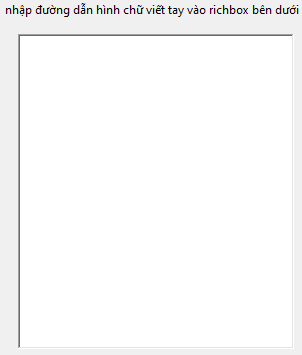 nhập đường dẫn hình chữ viết tay vào richbox bên dưới